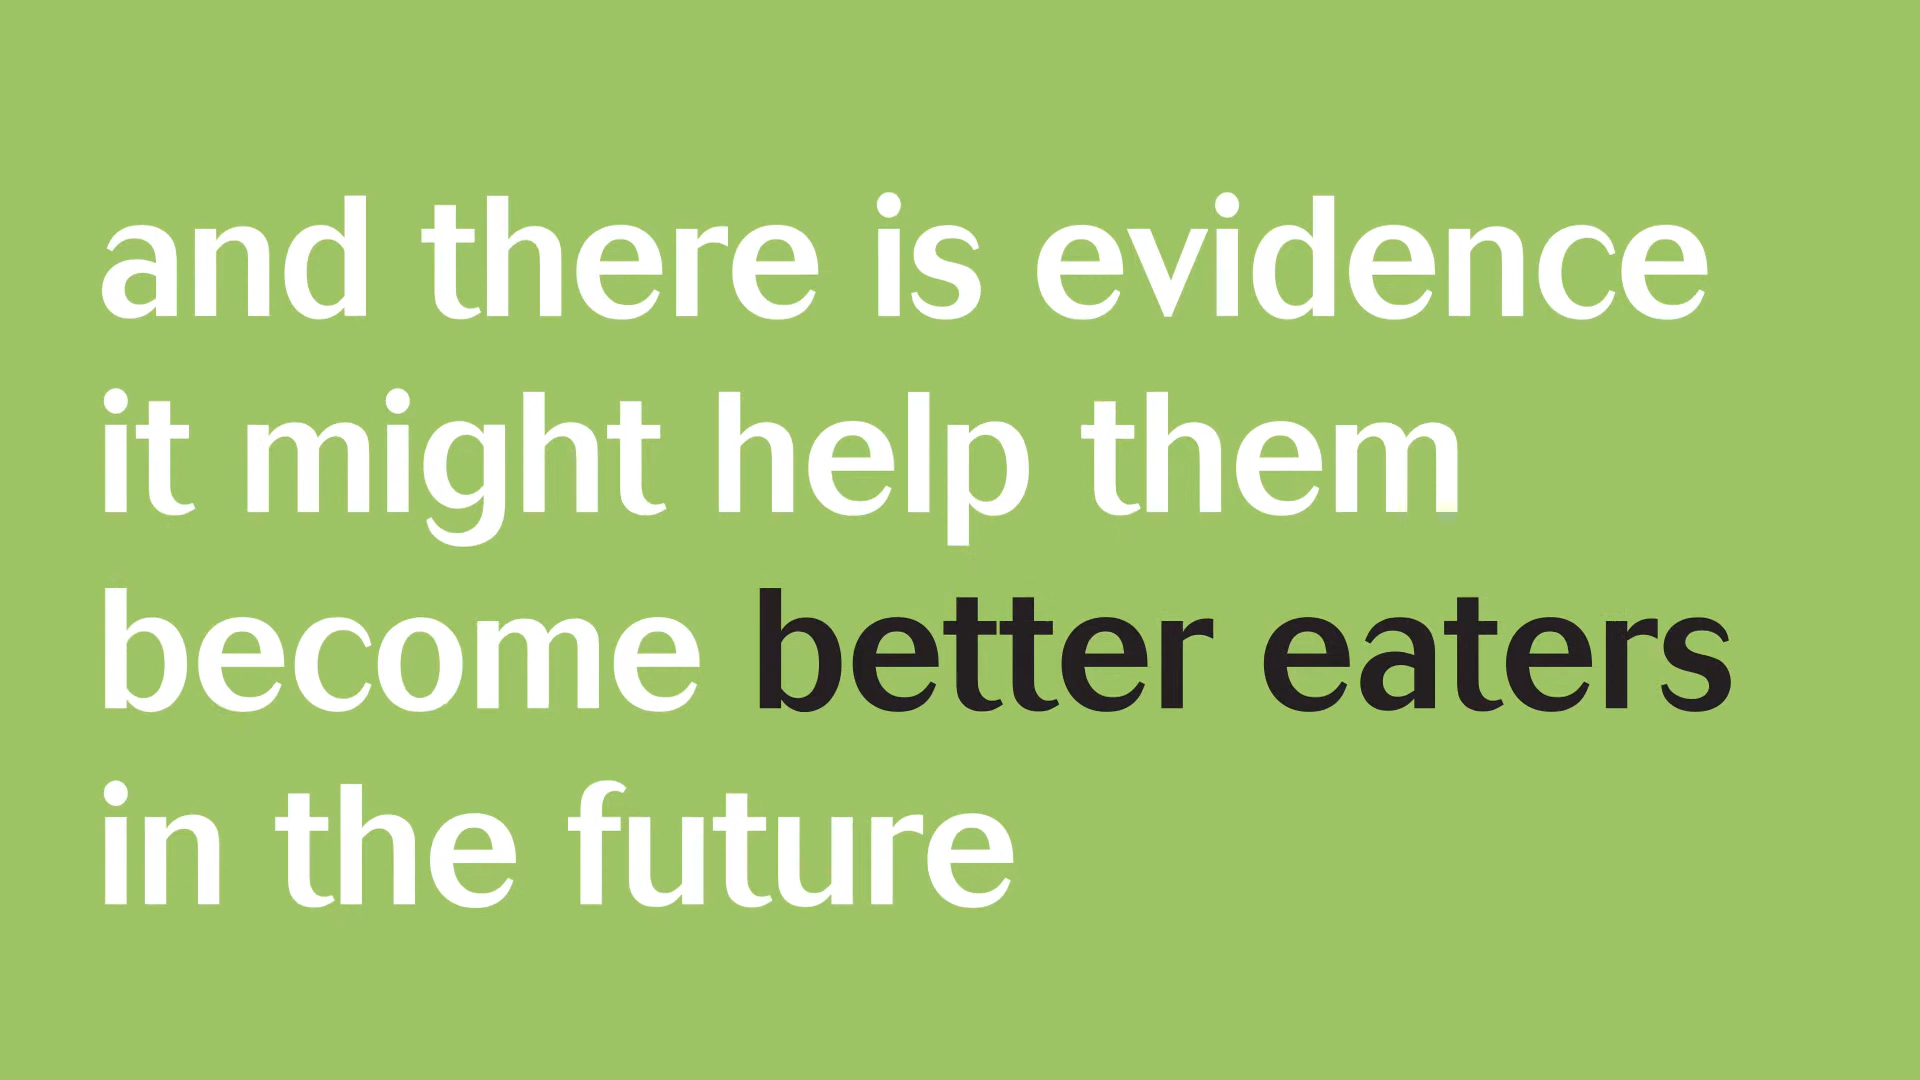 and there is evidence
it might help them
become better eaters
in the future